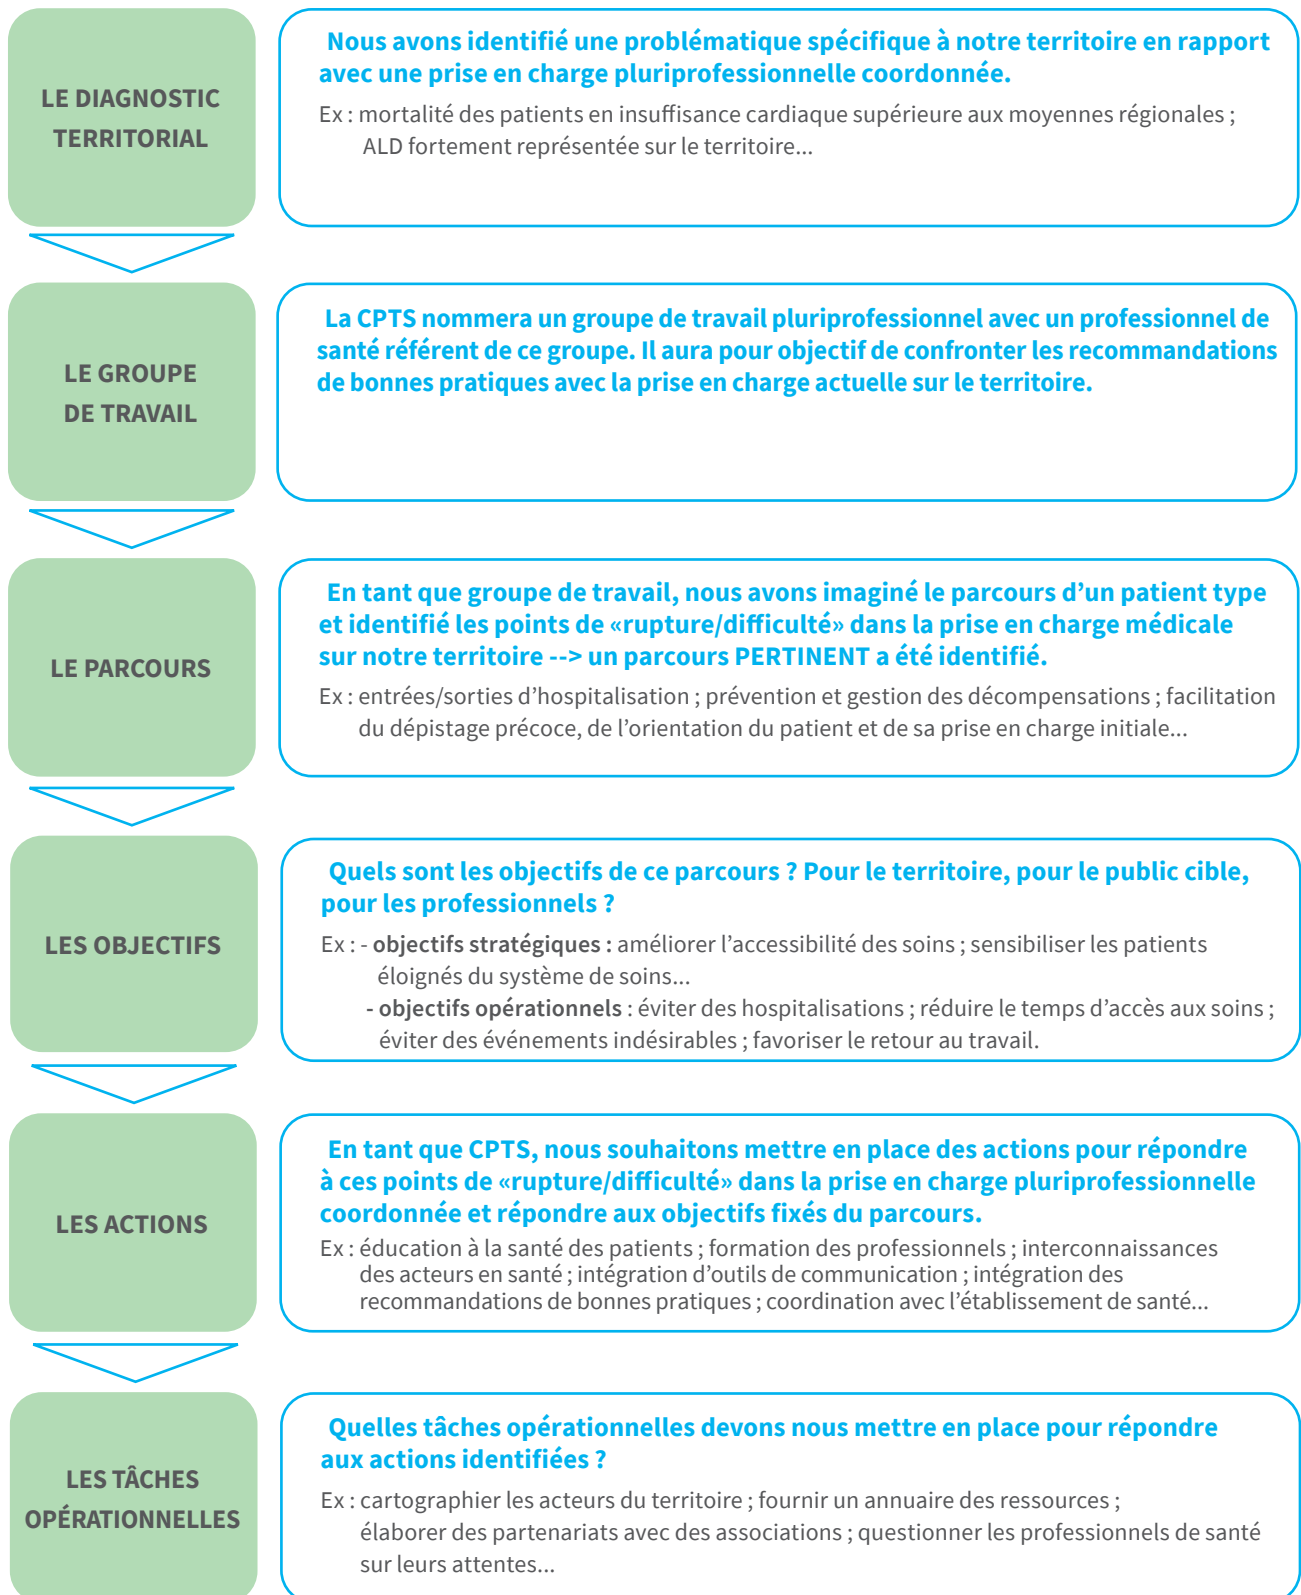 LE DIAGNOSTIC
TERRITORIAL
Nous avons identifié une problématique spécifique à notre territoire en rapport
avec une prise en charge pluriprofessionnelle coordonnée.
Ex : mortalité des patients en insuffisance cardiaque supérieure aux moyennes régionales ;
ALD fortement représentée sur le territoire...
LE GROUPE
DE TRAVAIL
La CPTS nommera un groupe de travail pluriprofessionnel avec un professionnel de
santé référent de ce groupe. Il aura pour objectif de confronter les recommandations
de bonnes pratiques avec la prise en charge actuelle sur le territoire.
LE PARCOURS
En tant que groupe de travail, nous avons imaginé le parcours d’un patient type
et identifié les points de «rupture/difficulté» dans la prise en charge médicale
sur notre territoire --> un parcours PERTINENT a été identifié.
Ex : entrées/sorties d’hospitalisation ; prévention et gestion des décompensations ; facilitation
du dépistage précoce, de l’orientation du patient et de sa prise en charge initiale...
LES OBJECTIFS
Quels sont les objectifs de ce parcours ? Pour le territoire, pour le public cible,
pour les professionnels ?
Ex : - objectifs stratégiques : améliorer l’accessibilité des soins ; sensibiliser les patients
éloignés du système de soins...
- objectifs opérationnels : éviter des hospitalisations ; réduire le temps d’accès aux soins ;
éviter des événements indésirables ; favoriser le retour au travail.
LES ACTIONS
En tant que CPTS, nous souhaitons mettre en place des actions pour répondre
à ces points de «rupture/difficulté» dans la prise en charge pluriprofessionnelle
coordonnée et répondre aux objectifs fixés du parcours.
Ex : éducation à la santé des patients ; formation des professionnels ; interconnaissances
des acteurs en santé ; intégration d’outils de communication ; intégration des
recommandations de bonnes pratiques ; coordination avec l’établissement de santé...
LES TÂCHES
OPÉRATIONNELLES
Quelles tâches opérationnelles devons nous mettre en place pour répondre
aux actions identifiées ?
Ex : cartographier les acteurs du territoire ; fournir un annuaire des ressources ;
élaborer des partenariats avec des associations ; questionner les professionnels de santé
sur leurs attentes...